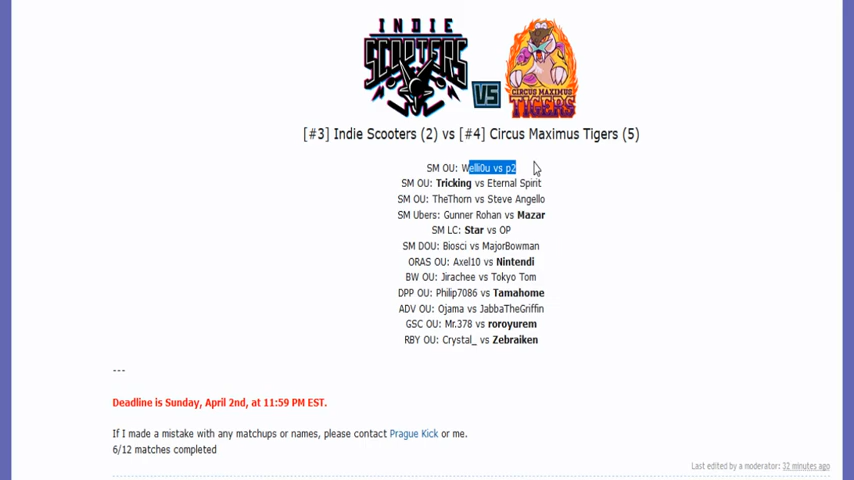 INDIE
SCOOTERS
VS
CIRCUS MAXIMUS
TIGERS
[#3] Indie Scooters (2) vs [#4] Circus Maximus Tigers (5)
SM OU: Welli0u vs p2
SM OU: Tricking vs Eternal Spirit
SM OU: TheThorn vs Steve Angello
SM Ubers: Gunner Rohan vs Mazar
SM LC: Star vs OP
SM DOU: Biosci vs MajorBowman
ORAS OU: Axel10 vs Nintendi
BW OU: Jirachee vs Tokyo Tom
DPP OU: Philip7086 vs Tamahome
ADV OU: Ojama vs JabbaTheGriffin
GSC OU: Mr.378 vs roroyurem
RBY OU: Crystal_ vs Zebraiken
---
Deadline is Sunday, April 2nd, at 11:59 PM EST.
If I made a mistake with any matchups or names, please contact Prague Kick or me.
6/12 matches completed
Last edited by a moderator: 32 minutes ago